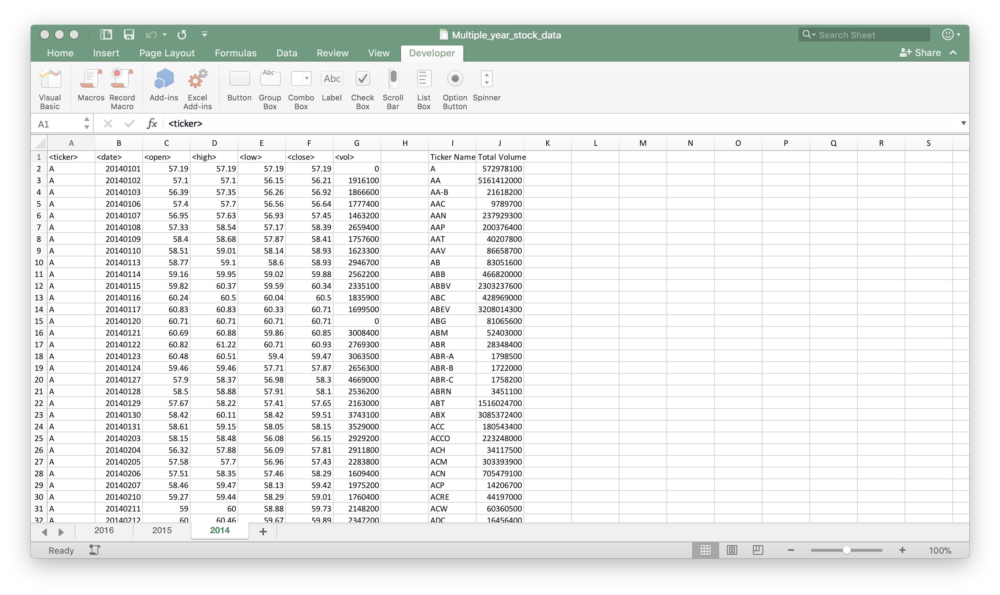 Multiple_year_stock_data
Search Sheet
Home Insert Page Layout Formulas Data Review View Developer Share
Visual Basic Macros Record Macro Add-ins Excel Add-ins Button Abc Group Box Combo Box Abc Label Check Box Scroll Bar List Box Option Button Spinner
A1 fx <ticker>
A B C D E F G H I J K L M N O P Q R S
1 <ticker> <date> <open> <high> <low> <close> <vol> Ticker Name Total Volume
2 A 20140101 57.19 57.19 57.19 57.19 0 A 572978100
3 A 20140102 57.1 57.1 56.15 56.21 1916100 AA 5161412000
4 A 20140103 56.39 57.35 56.26 56.92 1866600 AA-B 21618200
5 A 20140106 57.4 57.7 56.56 56.64 1777400 AAC 9789700
6 A 20140107 56.95 57.63 56.93 57.45 1463200 AAN 237929300
7 A 20140108 57.33 58.54 57.17 58.39 2659400 AAP 200376400
8 A 20140109 58.4 58.68 57.87 58.41 1757600 AAT 40207800
9 A 20140110 58.51 59.01 58.14 58.93 1623300 AAV 86658700
10 A 20140113 58.77 59.1 58.6 58.93 2946700 AB 83051600
11 A 20140114 59.16 59.95 59.02 59.88 2562200 ABB 466820000
12 A 20140115 59.82 60.37 59.59 60.34 2335100 ABBV 2303237600
13 A 20140116 60.24 60.5 60.04 60.5 1835900 ABC 428969000
14 A 20140117 60.83 60.83 60.33 60.71 1699500 ABEV 3208014300
15 A 20140120 60.71 60.71 60.71 60.71 0 ABG 81065600
16 A 20140121 60.69 60.88 59.86 60.85 3008400 ABM 52403000
17 A 20140122 60.82 61.22 60.71 60.93 2769300 ABR 28348400
18 A 20140123 60.48 60.51 59.4 59.47 3063500 ABR-A 1798500
19 A 20140124 59.46 59.46 57.71 57.87 2656300 ABR-B 1722000
20 A 20140127 57.9 58.37 56.98 58.3 4669000 ABR-C 1758200
21 A 20140128 58.5 58.88 57.91 58.1 2536200 ABRN 3451100
22 A 20140129 57.67 58.22 57.41 57.65 2163000 ABT 1516024700
23 A 20140130 58.42 60.11 58.42 59.51 3743100 ABX 3085372400
24 A 20140131 58.61 59.15 58.05 58.15 3529000 ACC 180543400
25 A 20140203 58.15 58.48 56.08 56.15 2929200 ACCO 223248000
26 A 20140204 56.32 57.88 56.09 57.81 2911800 ACH 34117500
27 A 20140205 57.58 57.7 56.96 57.43 2283800 ACM 303393900
28 A 20140206 57.51 58.35 57.46 58.29 1609400 ACN 705479100
29 A 20140207 58.46 59.47 58.13 59.42 1975200 ACP 14206700
30 A 20140210 59.27 59.44 58.29 59.01 1760400 ACRE 44197000
31 A 20140211 59 60 58.88 59.73 2148200 ACW 60360500
32 A 20140212 60 60.46 59.67 59.89 2347200 ADC 16456400
2016 2015 2014
Ready 100%